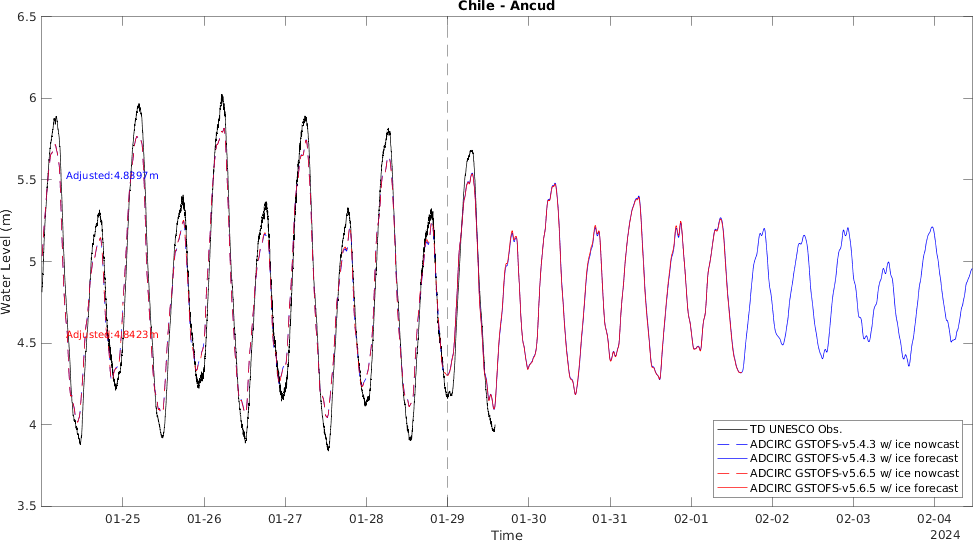 Chile - Ancud
6.5
6
5.5
5
4.5
4
3.5
Water Level (m)
Adjusted:4.8397m
Adjusted:4.8423m
TD UNESCO Obs.
ADCIRC GSTOFS-v5.4.3 w/ ice nowcast
ADCIRC GSTOFS-v5.4.3 w/ ice forecast
ADCIRC GSTOFS-v5.6.5 w/ ice nowcast
ADCIRC GSTOFS-v5.6.5 w/ ice forecast
01-25 01-26 01-27 01-28 01-29 01-30 01-31 02-01 02-02 02-03 02-04
Time
2024